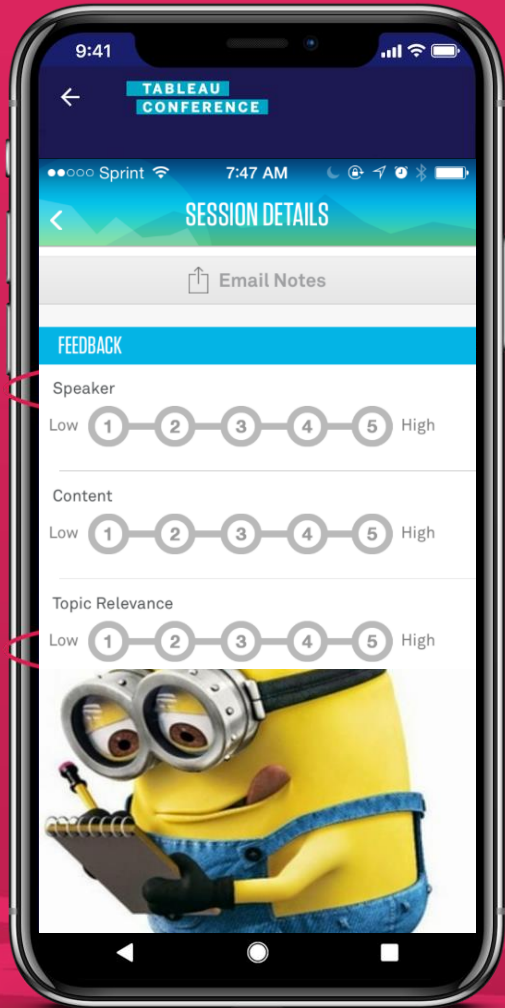 9:41
TABLEAU
CONFERENCE
Sprint 7:47 AM
SESSION DETAILS
Email Notes
FEEDBACK
Speaker
Low 1 2 3 4 5 High
Content
Low 1 2 3 4 5 High
Topic Relevance
Low 1 2 3 4 5 High